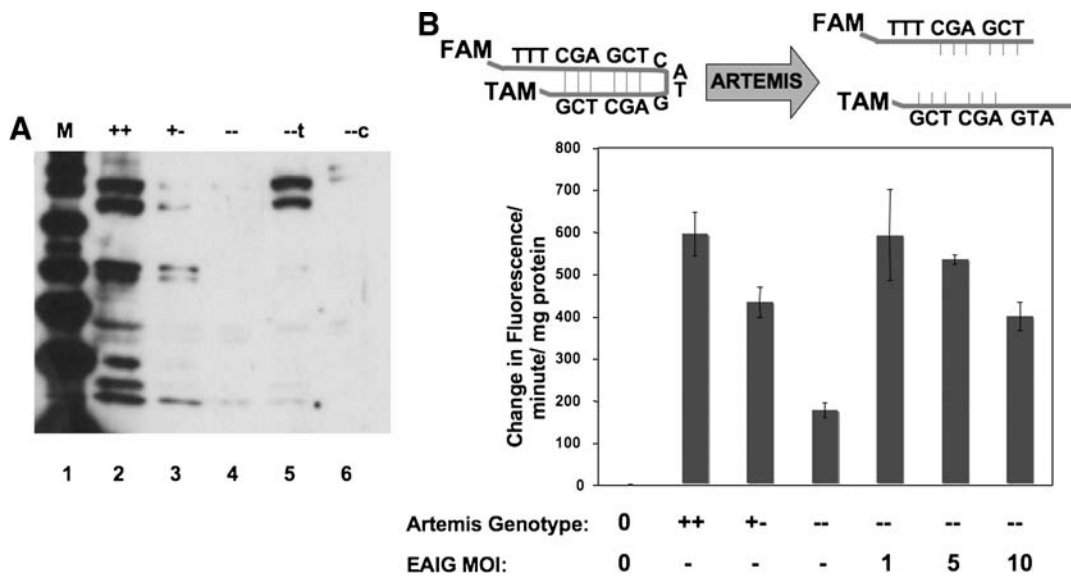 A
M ++ +- -- --t --c
1 2 3 4 5 6
B
FAM TTT CGA GCT C
A
T
TAM GCT CGA G
ARTEMIS
FAM TTT CGA GCT
TAM GCT CGA GTA
Change in Fluorescence/
minute/ mg protein
800
700
600
500
400
300
200
100
0
Artemis Genotype: 0 ++ +- -- -- -- --
EAIG MOI: 0 - - - 1 5 10